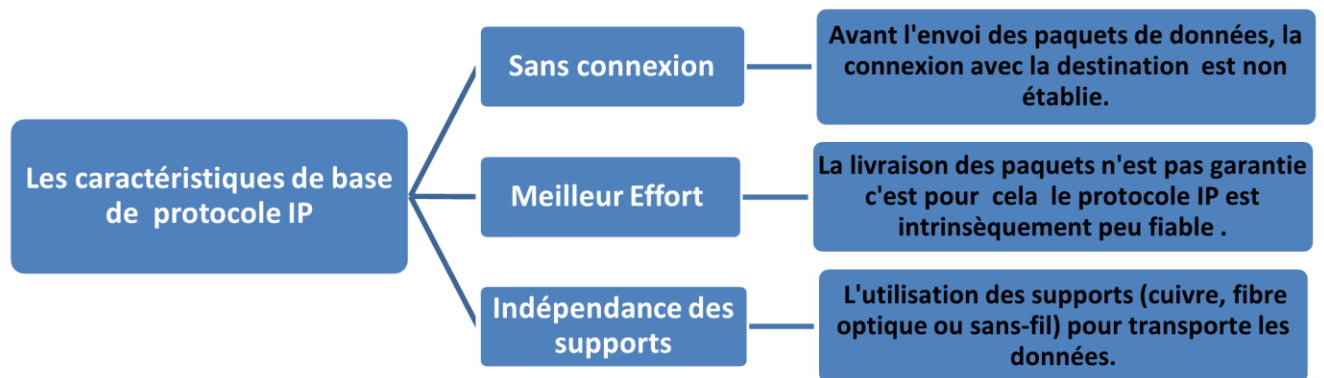 Les caractéristiques de base
de protocole IP
Sans connexion
Avant l'envoi des paquets de données, la
connexion avec la destination est non
établie.
Meilleur Effort
La livraison des paquets n'est pas garantie
c'est pour cela le protocole IP est
intrinsèquement peu fiable .
Indépendance des
supports
L'utilisation des supports (cuivre, fibre
optique ou sans-fil) pour transporte les
données.